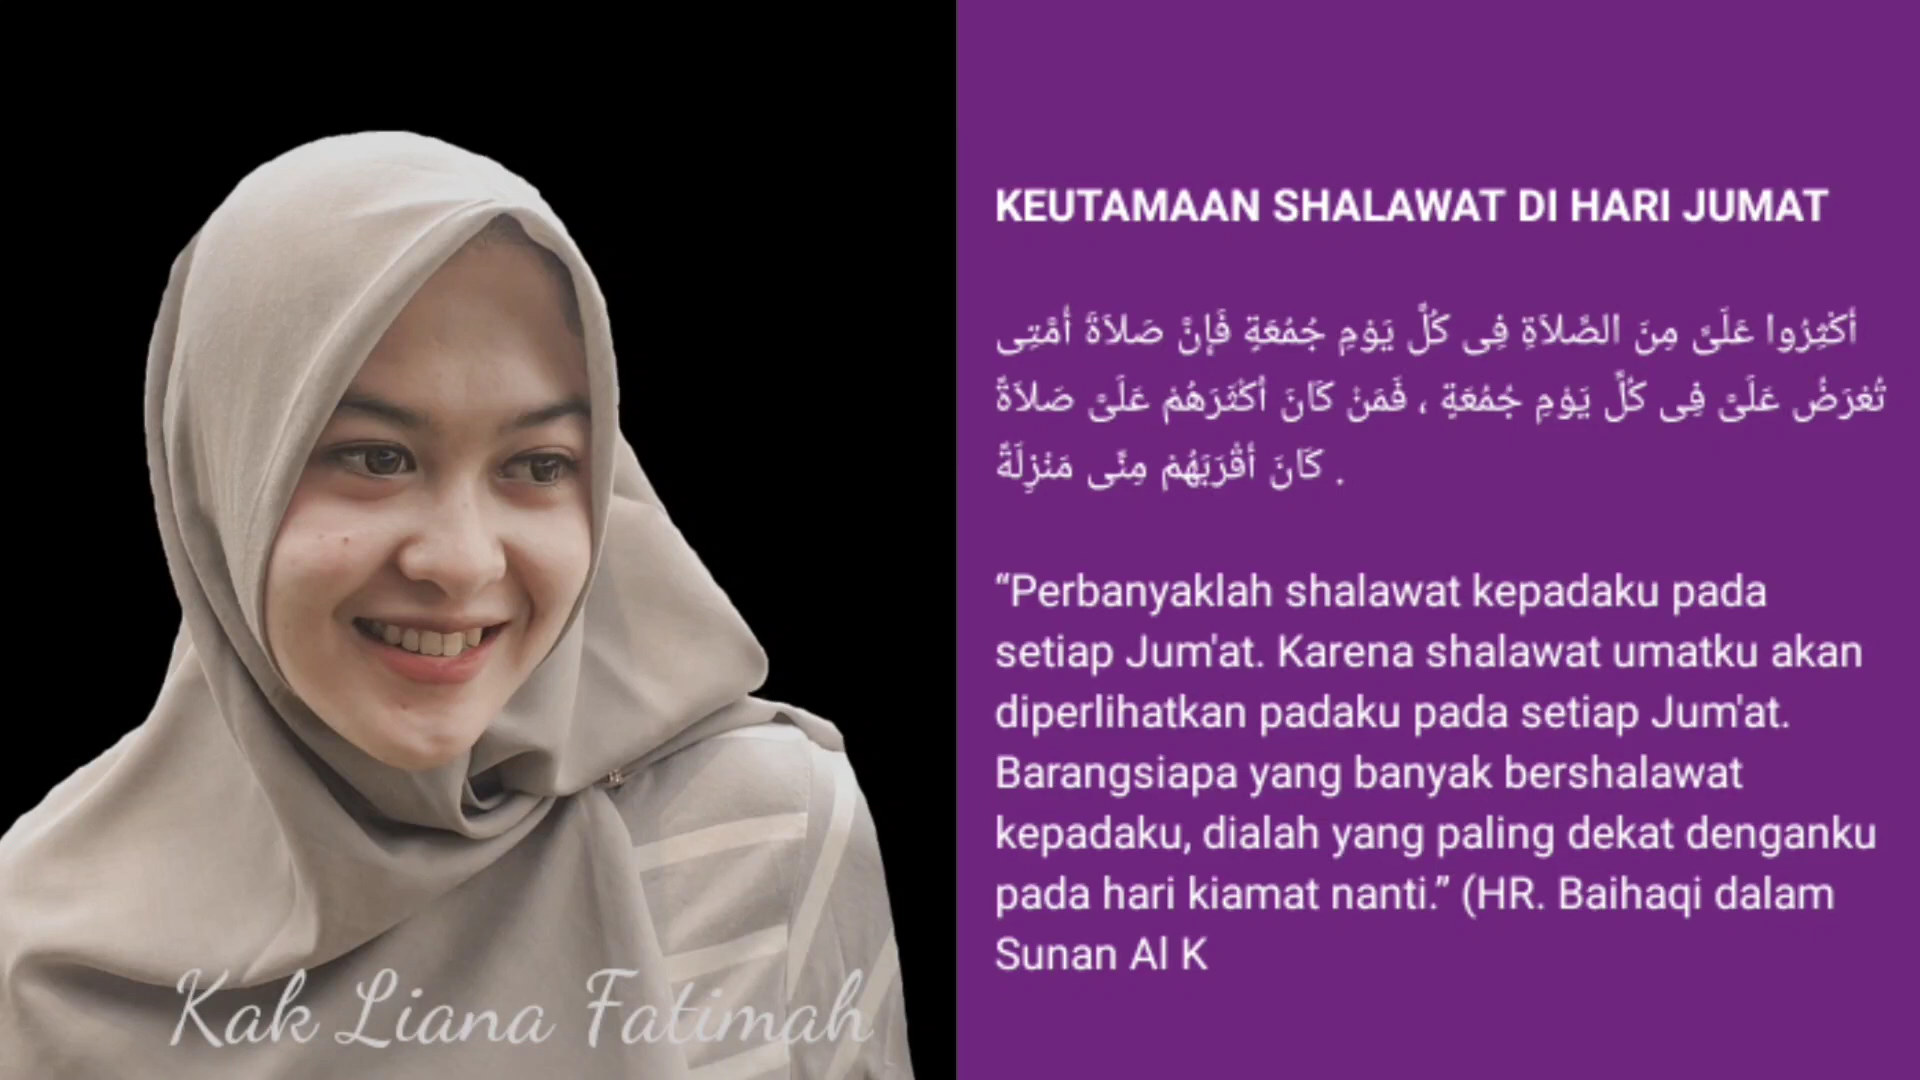 KEUTAMAAN SHALAWAT DI HARI JUMAT
أَكْثِرُوا عَلَىَّ مِنَ الصَّلاَةِ فِى كُلِّ يَوْمِ جُمُعَةٍ فَإِنَّ صَلاَةَ أُمَّتِى
تُعْرَضُ عَلَىَّ فِى كُلِّ يَوْمِ جُمُعَةٍ ، فَمَنْ كَانَ أَكْثَرَهُمْ عَلَىَّ صَلاَةً
كَانَ أَقْرَبَهُمْ مِنِّى مَنْزِلَةً .
“Perbanyaklah shalawat kepadaku pada
setiap Jum'at. Karena shalawat umatku akan
diperlihatkan padaku pada setiap Jum'at.
Barangsiapa yang banyak bershalawat
kepadaku, dialah yang paling dekat denganku
pada hari kiamat nanti.” (HR. Baihaqi dalam
Sunan Al K
Kak Liana Fatimah